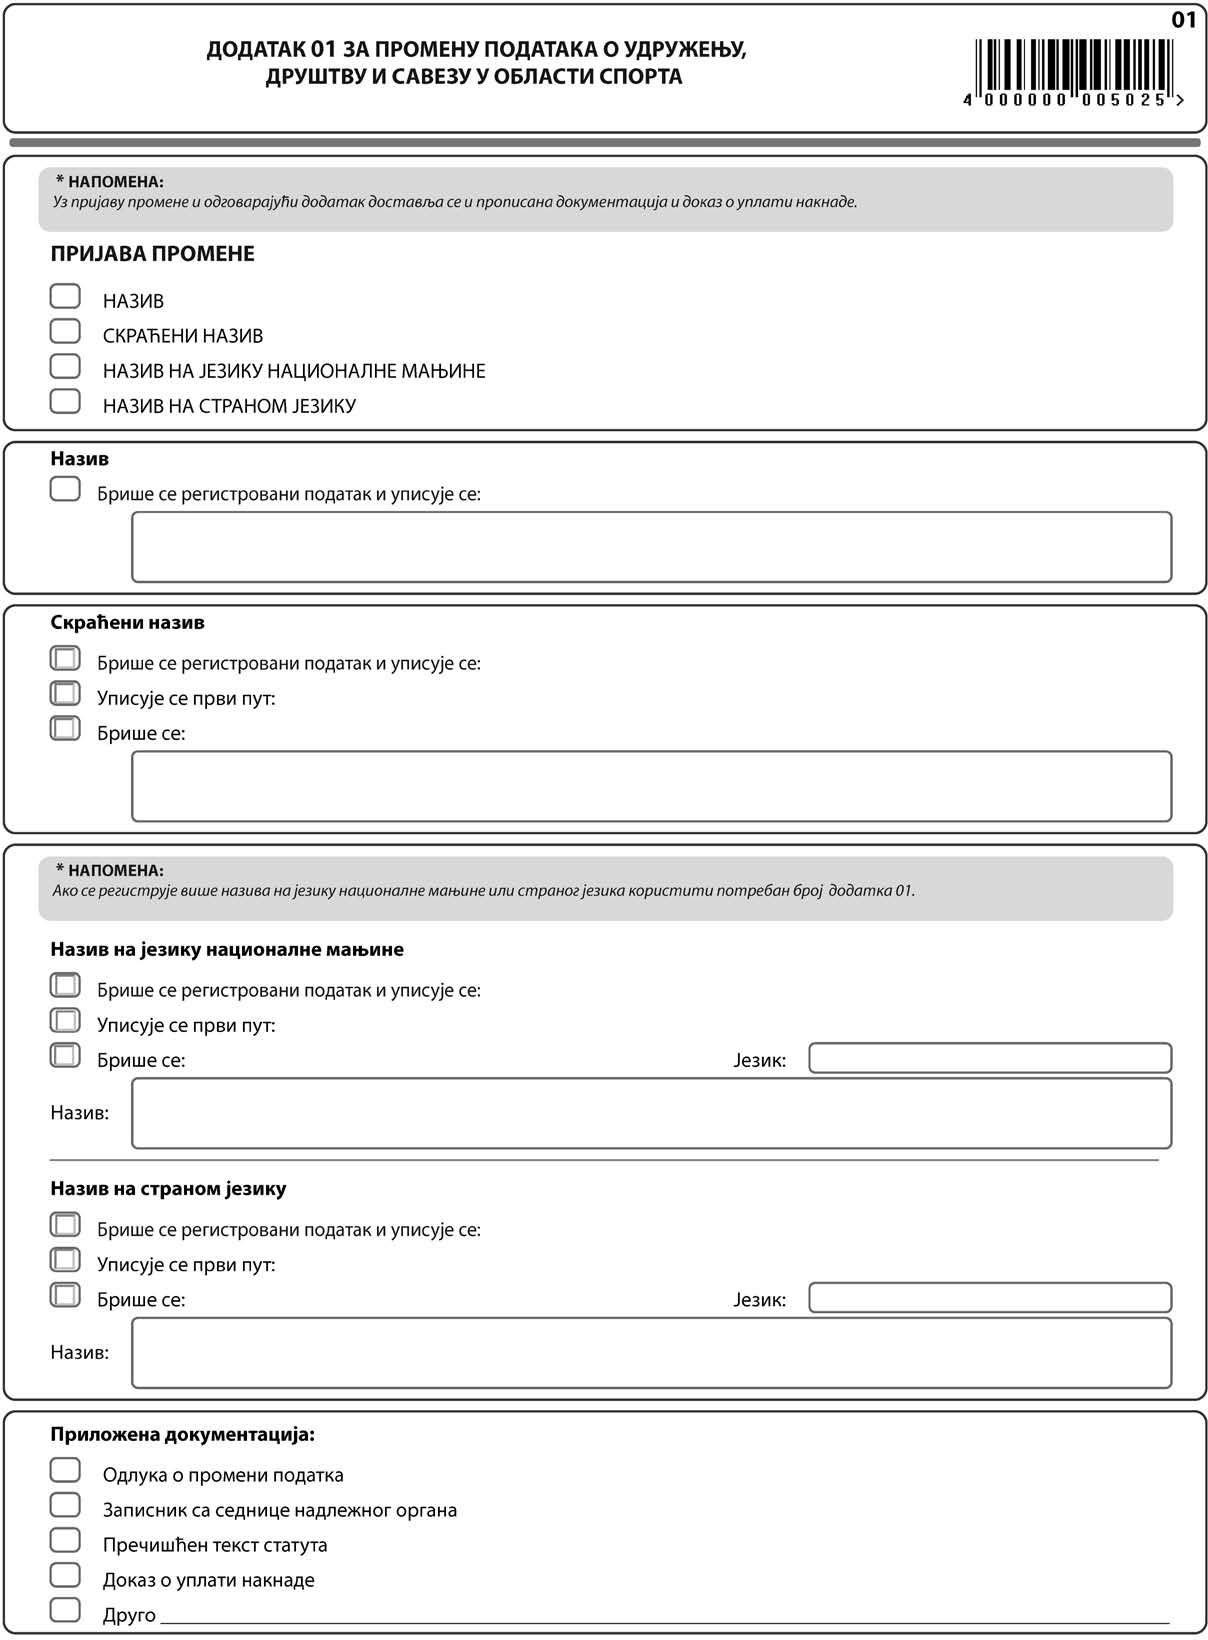 01
ДОДАТАК 01 ЗА ПРОМЕНУ ПОДАТАКА О УДРУЖЕЊУ,
ДРУШТВУ И САВЕЗУ У ОБЛАСТИ СПОРТА
4 000000 005025 >
* НАПОМЕНА:
Уз пријаву промене и одговарајући додатак доставља се и прописана документација и доказ о уплати накнаде.
ПРИЈАВА ПРОМЕНЕ
НАЗИВ
СКРАЋЕНИ НАЗИВ
НАЗИВ НА ЈЕЗИКУ НАЦИОНАЛНЕ МАЊИНЕ
НАЗИВ НА СТРАНОМ ЈЕЗИКУ
Назив
Брише се регистровани податак и уписује се:
Скраћени назив
Брише се регистровани податак и уписује се:
Уписује се први пут:
Брише се:
* НАПОМЕНА:
Ако се региструје више назива на језику националне мањине или страног језика користити потребан број додатка 01.
Назив на језику националне мањине
Брише се регистровани податак и уписује се:
Уписује се први пут:
Брише се: Језик:
Назив:
Назив на страном језику
Брише се регистровани податак и уписује се:
Уписује се први пут:
Брише се: Језик:
Назив:
Приложена документација:
Одлука о промени податка
Записник са седнице надлежног органа
Пречишћен текст статута
Доказ о уплати накнаде
Друго